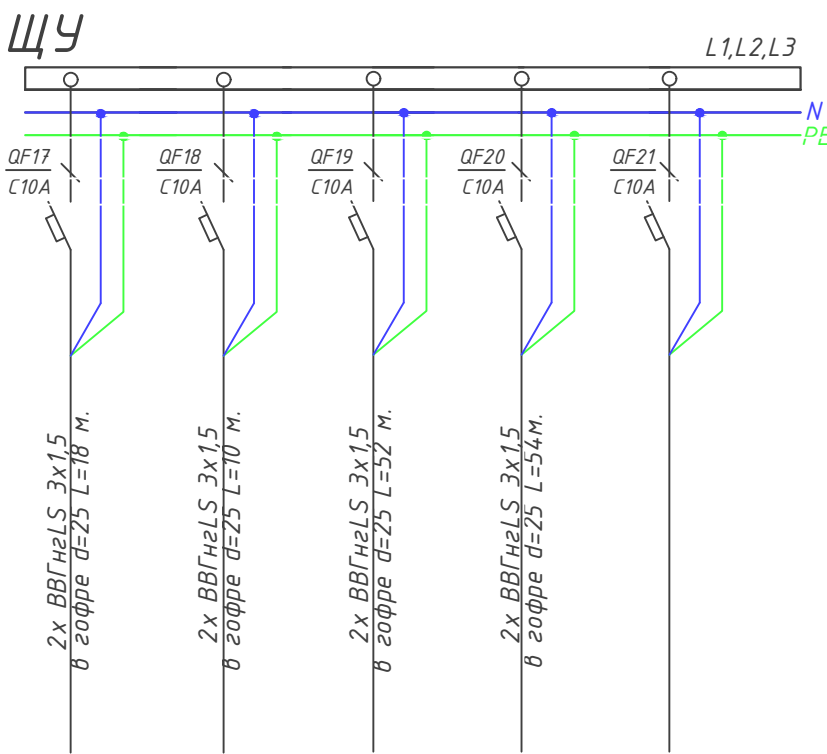 ЩУ
L1,L2,L3
N
PE
QF17
C10A
QF18
C10A
QF19
C10A
QF20
C10A
QF21
C10A
2х ВВГнгLS 3х1,5
в гофре d=25 L=18 м.
2х ВВГнгLS 3х1,5
в гофре d=25 L=10 м.
2х ВВГнгLS 3х1,5
в гофре d=25 L=52 м.
2х ВВГнгLS 3х1,5
в гофре d=25 L=54м.